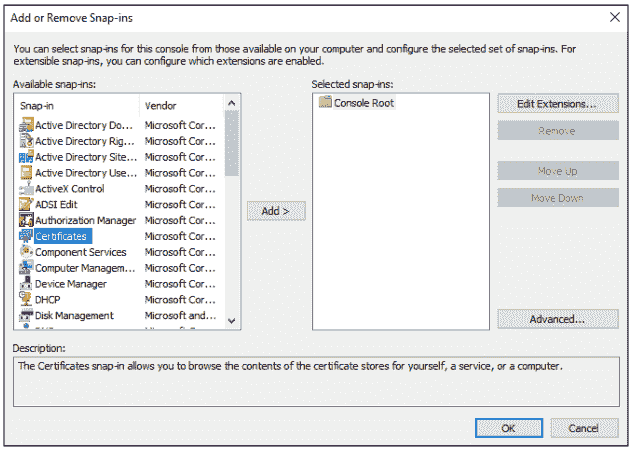 Add or Remove Snap-ins
You can select snap-ins for this console from those available on your computer and configure the selected set of snap-ins. For
extensible snap-ins, you can configure which extensions are enabled.
Available snap-ins:
Selected snap-ins:
Snap-in Vendor
Active Directory Do... Microsoft Cor...
Active Directory Rig... Microsoft Cor...
Active Directory Site... Microsoft Cor...
Active Directory Use... Microsoft Cor...
ActiveX Control Microsoft Cor...
ADSI Edit Microsoft Cor...
Authorization Manager Microsoft Cor...
Certificates Microsoft Cor...
Component Services Microsoft Cor...
Computer Managem... Microsoft Cor...
Device Manager Microsoft Cor...
DHCP Microsoft Cor...
Disk Management Microsoft and...
Add >
Console Root
Edit Extensions...
Remove
Move Up
Move Down
Advanced...
Description:
The Certificates snap-in allows you to browse the contents of the certificate stores for yourself, a service, or a computer.
OK
Cancel